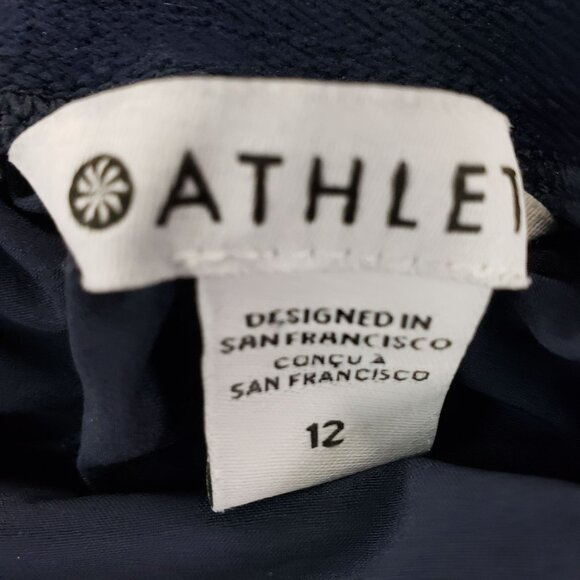 ATHLET
DESIGNED IN
SAN FRANCISCO
CONÇU À
SAN FRANCISCO
12